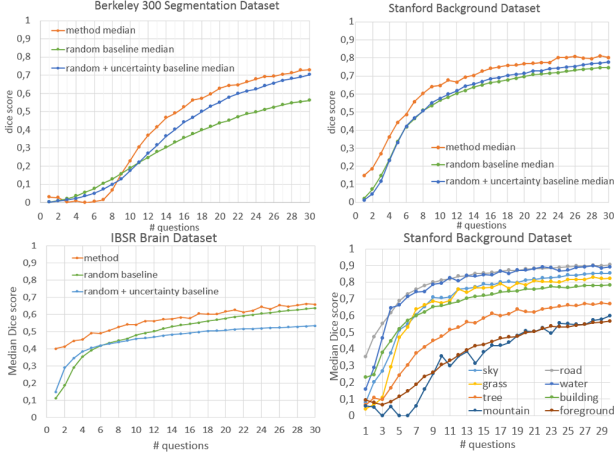 Berkeley 300 Segmentation Dataset
dice score
0,8
0,7
0,6
0,5
0,4
0,3
0,2
0,1
0
method median
random baseline median
random + uncertainty baseline median
0 2 4 6 8 10 12 14 16 18 20 22 24 26 28 30
# questions
Stanford Background Dataset
dice score
1
0,9
0,8
0,7
0,6
0,5
0,4
0,3
0,2
0,1
0
method median
random baseline median
random + uncertainty baseline median
0 2 4 6 8 10 12 14 16 18 20 22 24 26 28 30
# questions
IBSR Brain Dataset
Median Dice score
1
0,9
0,8
0,7
0,6
0,5
0,4
0,3
0,2
0,1
0
method
random baseline
random + uncertainty baseline
0 2 4 6 8 10 12 14 16 18 20 22 24 26 28 30
# questions
Stanford Background Dataset
Median Dice score
1
0,9
0,8
0,7
0,6
0,5
0,4
0,3
0,2
0,1
0
sky road
grass water
tree building
mountain foreground
1 3 5 7 9 11 13 15 17 19 21 23 25 27 29
# questions